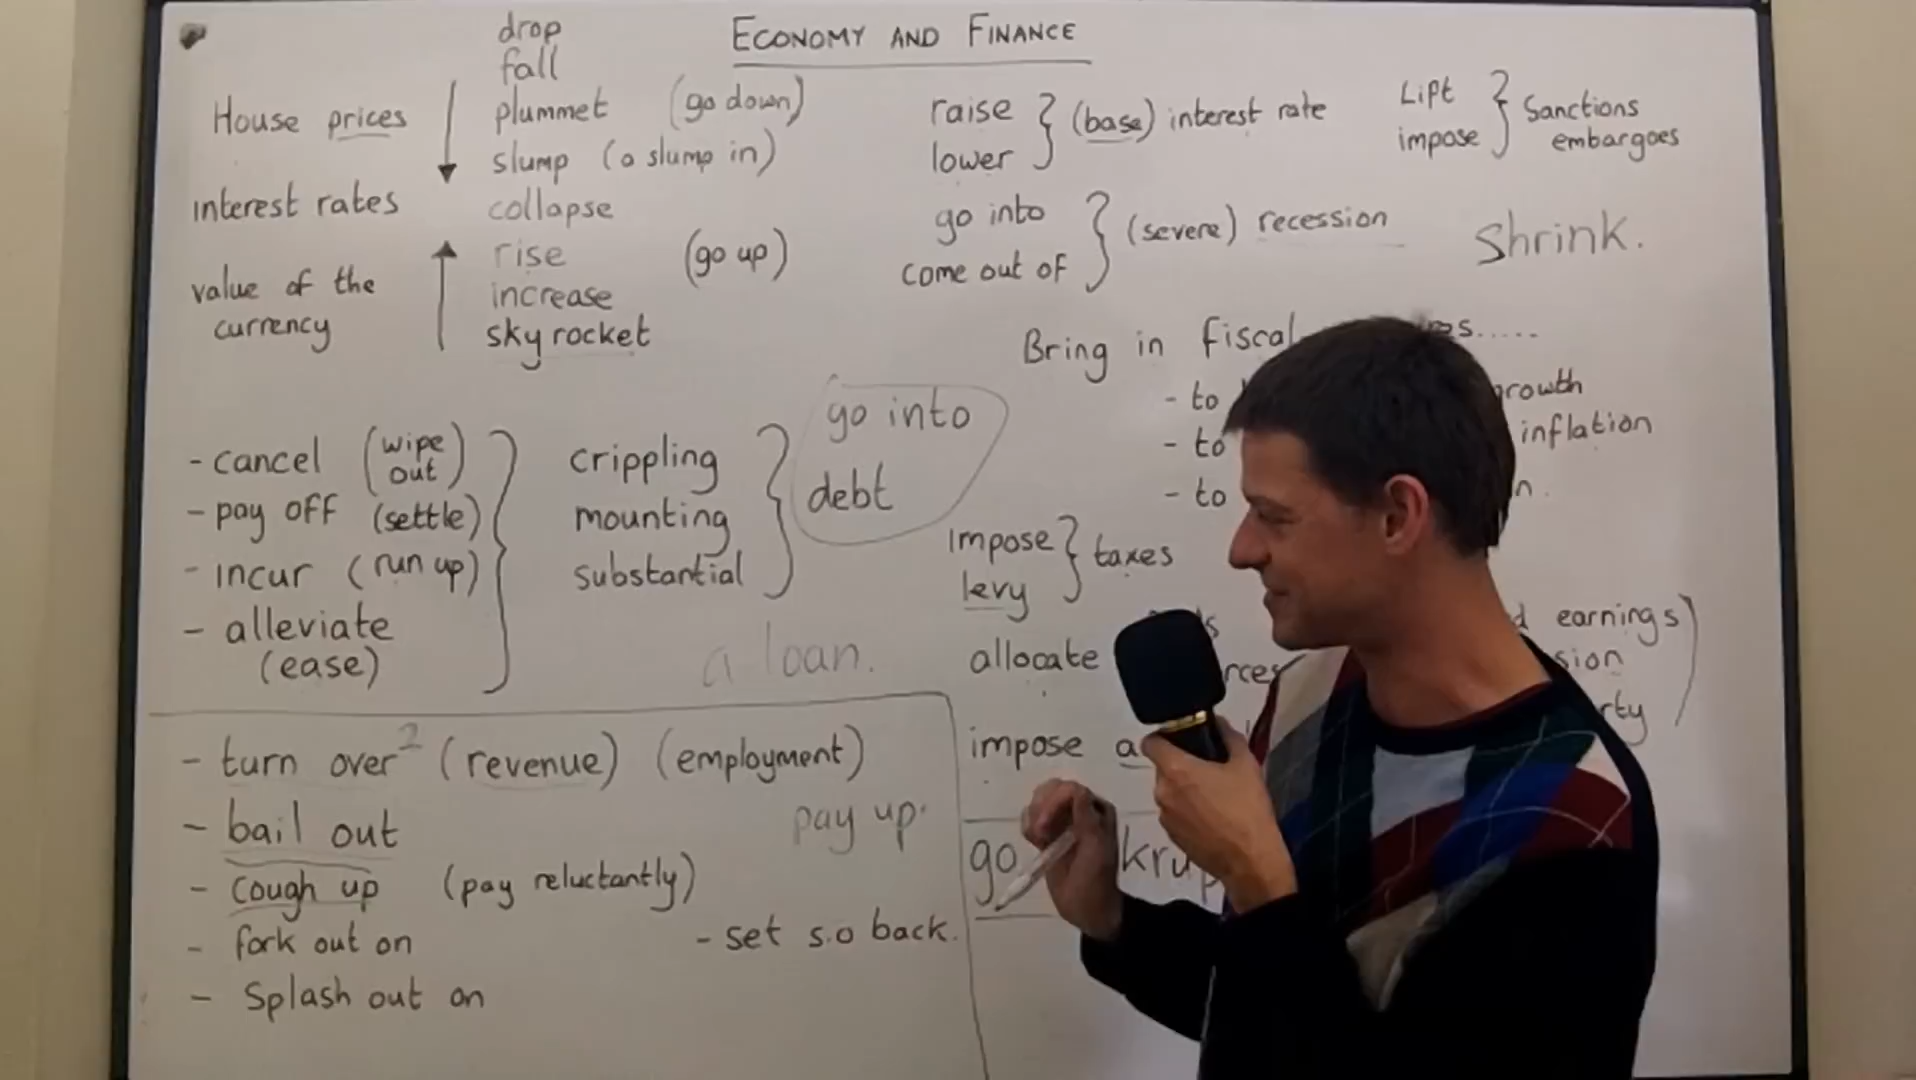 ECONOMY AND FINANCE
drop
fall
House prices
plummet (go down)
slump (a slump in)
interest rates
collapse
rise (go up)
value of the
currency
increase
sky rocket
raise
lower
(base) interest rate
Lift
impose
Sanctions
embargoes
go into
come out of
(severe) recession
Shrink.
Bring in fiscal
- to
growth
- to
inflation
- to
- cancel (wipe out)
- pay off (settle)
- incur (run up)
- alleviate
(ease)
crippling
mounting
substantial
go into
debt
a loan.
impose
levy
taxes
allocate
earnings)
impose a
go
- turn over² (revenue) (employment)
- bail out
pay up.
- cough up (pay reluctantly)
- fork out on
- set s.o back.
- Splash out on